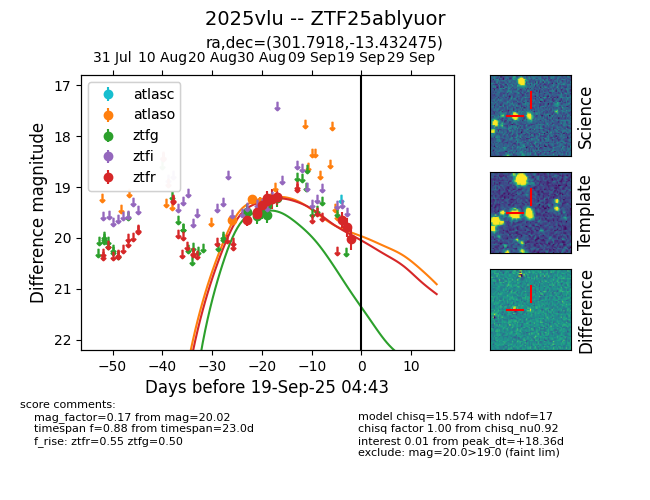 2025vlu -- ZTF25ablyuor
ra,dec=(301.7918,-13.432475)
31 Jul 10 Aug 20 Aug 30 Aug 09 Sep 19 Sep 29 Sep
atlasc
atlaso
ztfg
ztfi
ztfr
17
18
19
20
21
22
Difference magnitude
−50 −40 −30 −20 −10 0 10
Days before 19-Sep-25 04:43
Science
Template
Difference
score comments:
mag_factor=0.17 from mag=20.02
timespan f=0.88 from timespan=23.0d
f_rise: ztfr=0.55 ztfg=0.50
model chisq=15.574 with ndof=17
chisq factor 1.00 from chisq_nu0.92
interest 0.01 from peak_dt=+18.36d
exclude: mag=20.0>19.0 (faint lim)